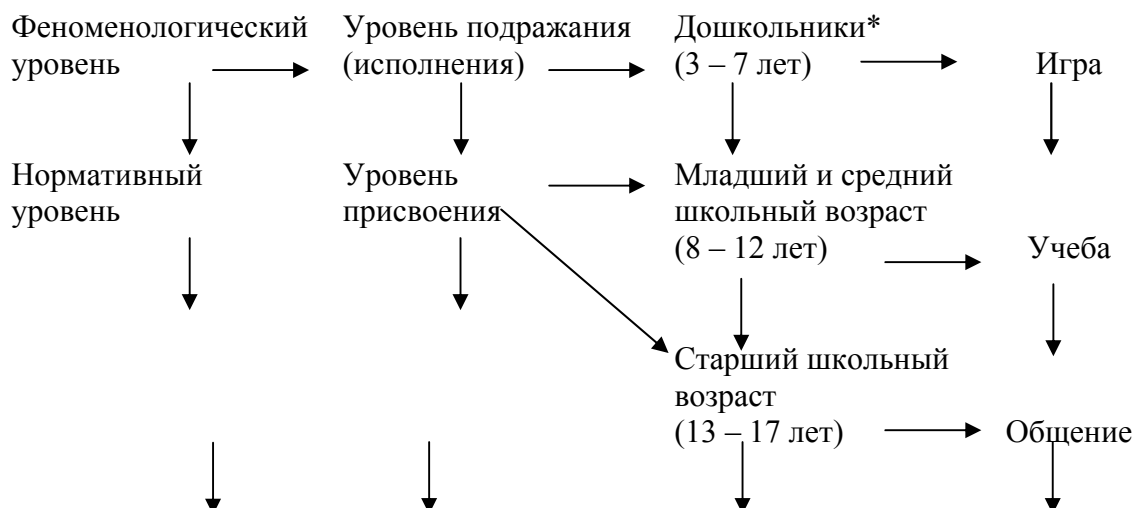 Феноменологический
уровень
Уровень подражания
(исполнения)
Дошкольники*
(3 – 7 лет)
Игра
Нормативный
уровень
Уровень
присвоения
Младший и средний
школьный возраст
(8 – 12 лет)
Учеба
Старший школьный
возраст
(13 – 17 лет)
Общение